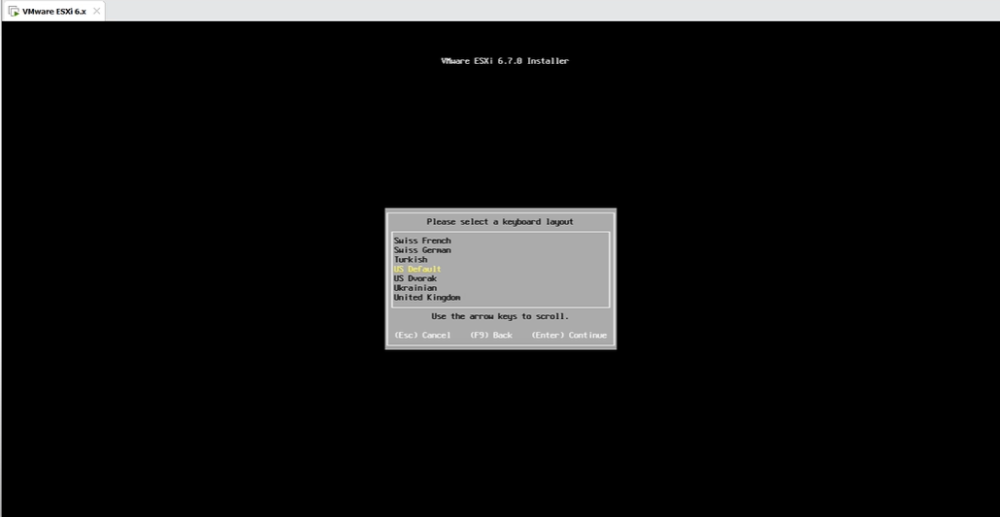 VMware ESXi 6.x
VMware ESXi 6.7.0 Installer
Please select a keyboard layout
Swiss French
Swiss German
Turkish
US Default
US Dvorak
Ukrainian
United Kingdom
Use the arrow keys to scroll.
(Esc) Cancel (F9) Back (Enter) Continue